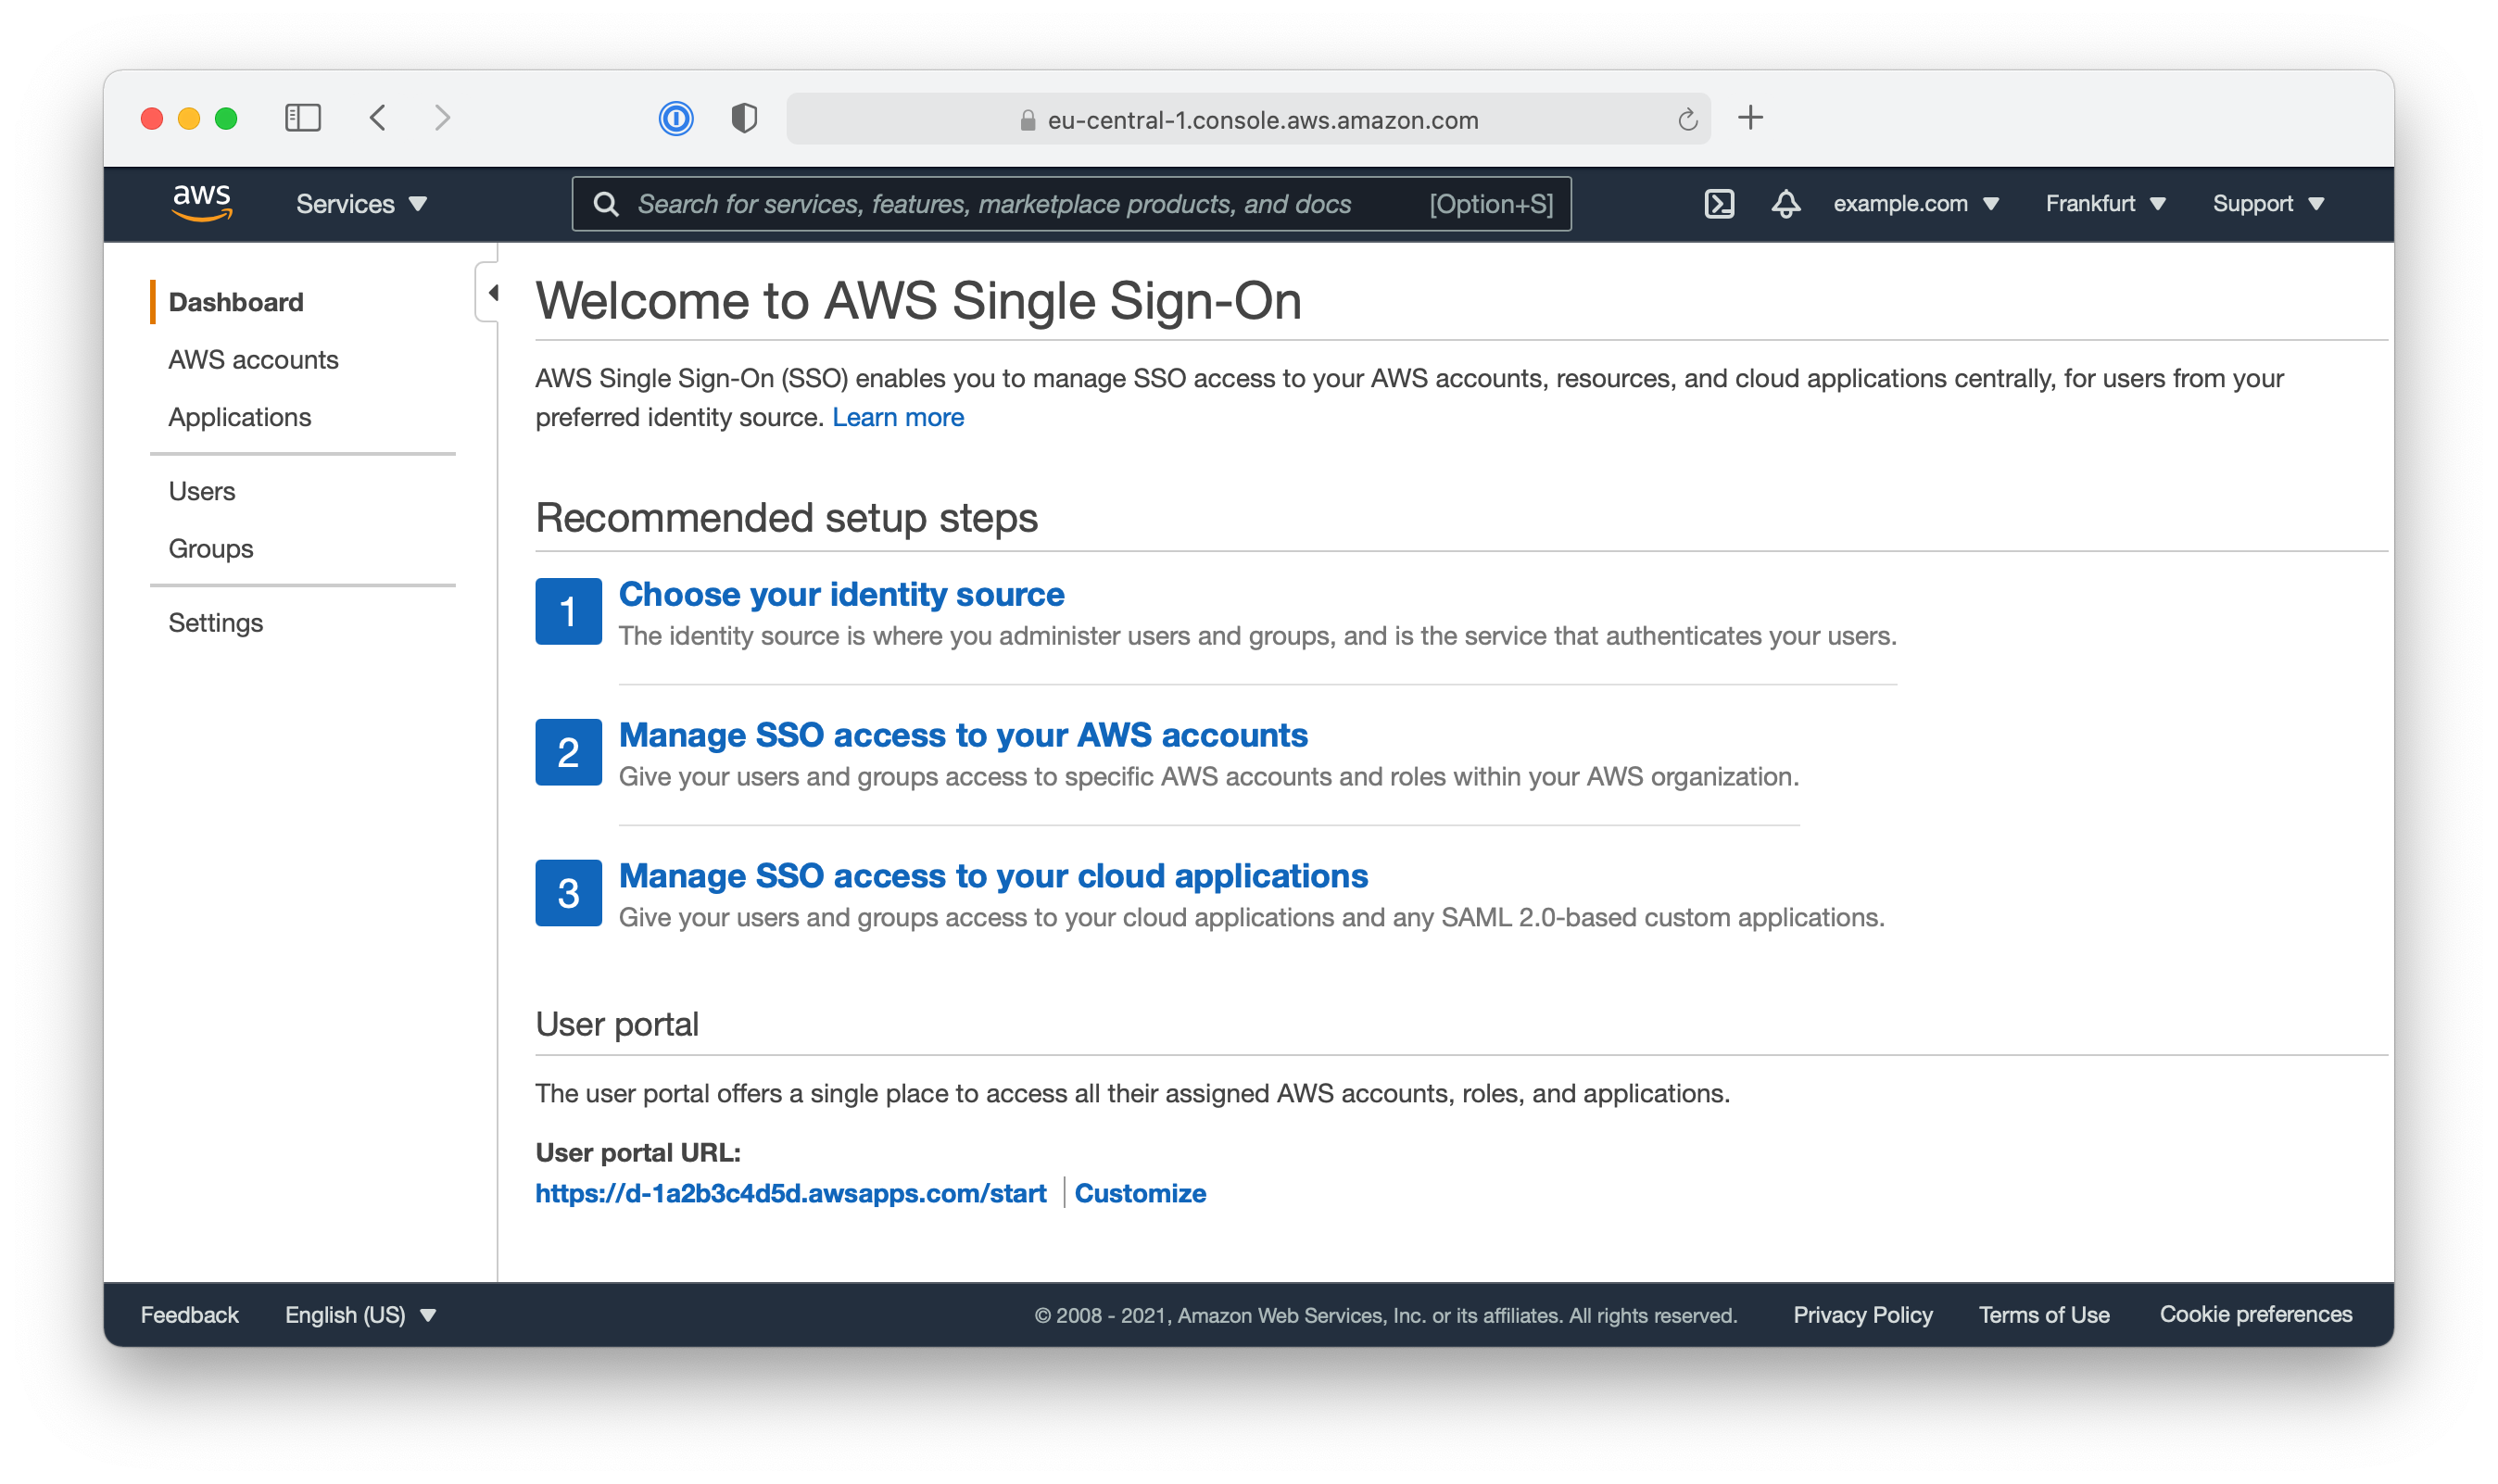 eu-central-1.console.aws.amazon.com
aws
Services
Search for services, features, marketplace products, and docs
[Option+S]
example.com
Frankfurt
Support
Dashboard
AWS accounts
Applications
Users
Groups
Settings
Welcome to AWS Single Sign-On
AWS Single Sign-On (SSO) enables you to manage SSO access to your AWS accounts, resources, and cloud applications centrally, for users from your
preferred identity source. Learn more
Recommended setup steps
1
Choose your identity source
The identity source is where you administer users and groups, and is the service that authenticates your users.
2
Manage SSO access to your AWS accounts
Give your users and groups access to specific AWS accounts and roles within your AWS organization.
3
Manage SSO access to your cloud applications
Give your users and groups access to your cloud applications and any SAML 2.0-based custom applications.
User portal
The user portal offers a single place to access all their assigned AWS accounts, roles, and applications.
User portal URL:
https://d-1a2b3c4d5d.awsapps.com/start
Customize
Feedback
English (US)
© 2008 - 2021, Amazon Web Services, Inc. or its affiliates. All rights reserved.
Privacy Policy
Terms of Use
Cookie preferences